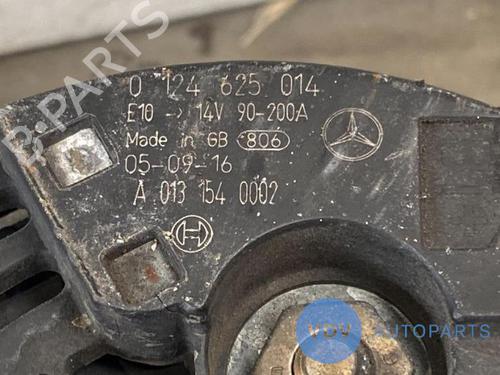 0 124 625 014
E10 -> 14V 90-200A
Made in GB 806
05-09-16
A 013 154 0002
B-PARTS
VDV AUTOPARTS